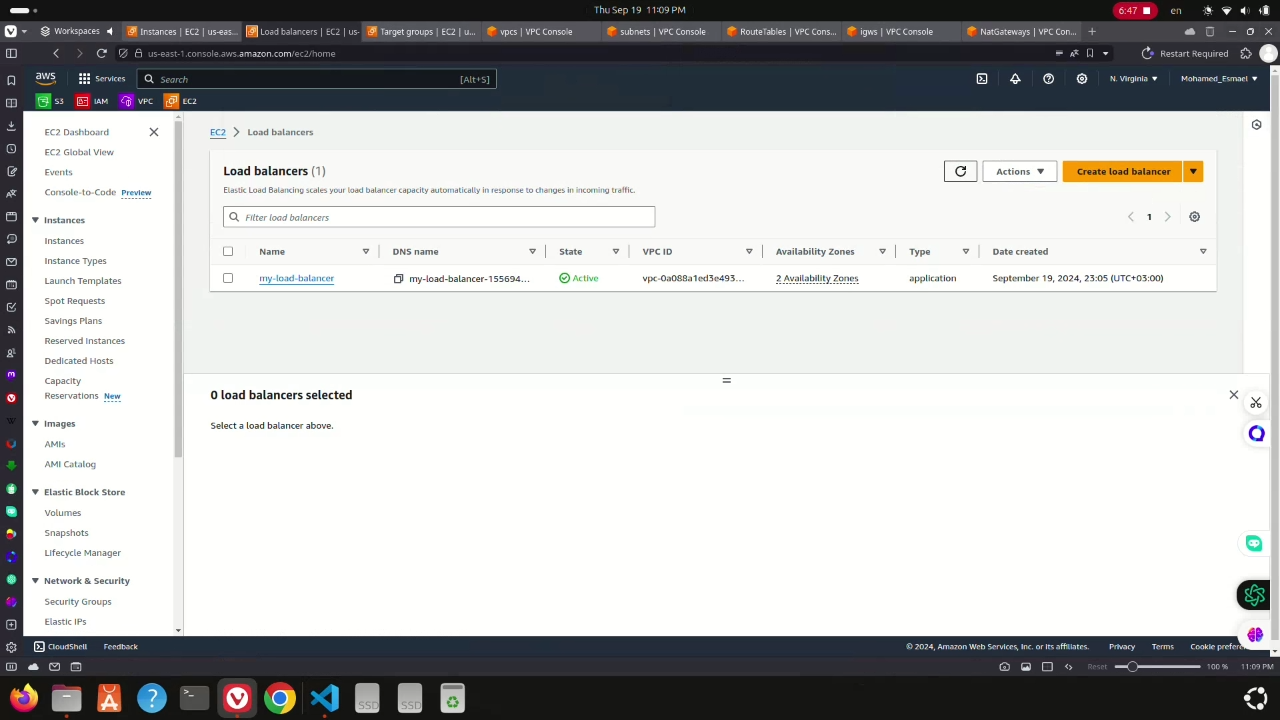 Thu Sep 19 11:09 PM
6:47
en
Workspaces
Instances | EC2 | us-eas...
Load balancers | EC2 | us-
Target groups | EC2 | u...
vpcs | VPC Console
subnets | VPC Console
RouteTables | VPC Cons...
igws | VPC Console
NatGateways | VPC Con...
us-east-1.console.aws.amazon.com/ec2/home
Restart Required
aws
Services
Search
[Alt+S]
N. Virginia
Mohamed_Esmael
S3
IAM
VPC
EC2
EC2 Dashboard
EC2 Global View
Events
Console-to-Code Preview
Instances
Instances
Instance Types
Launch Templates
Spot Requests
Savings Plans
Reserved Instances
Dedicated Hosts
Capacity
Reservations New
Images
AMIs
AMI Catalog
Elastic Block Store
Volumes
Snapshots
Lifecycle Manager
Network & Security
Security Groups
Elastic IPs
EC2 > Load balancers
Load balancers (1)
Elastic Load Balancing scales your load balancer capacity automatically in response to changes in incoming traffic.
Actions
Create load balancer
Filter load balancers
1
Name DNS name State VPC ID Availability Zones Type Date created
my-load-balancer my-load-balancer-155694... Active vpc-0a088a1ed3e493... 2 Availability Zones application September 19, 2024, 23:05 (UTC+03:00)
0 load balancers selected
Select a load balancer above.
CloudShell Feedback
© 2024, Amazon Web Services, Inc. or its affiliates. Privacy Terms Cookie prefere
Reset 100 % 11:09 PM
SSD
SSD